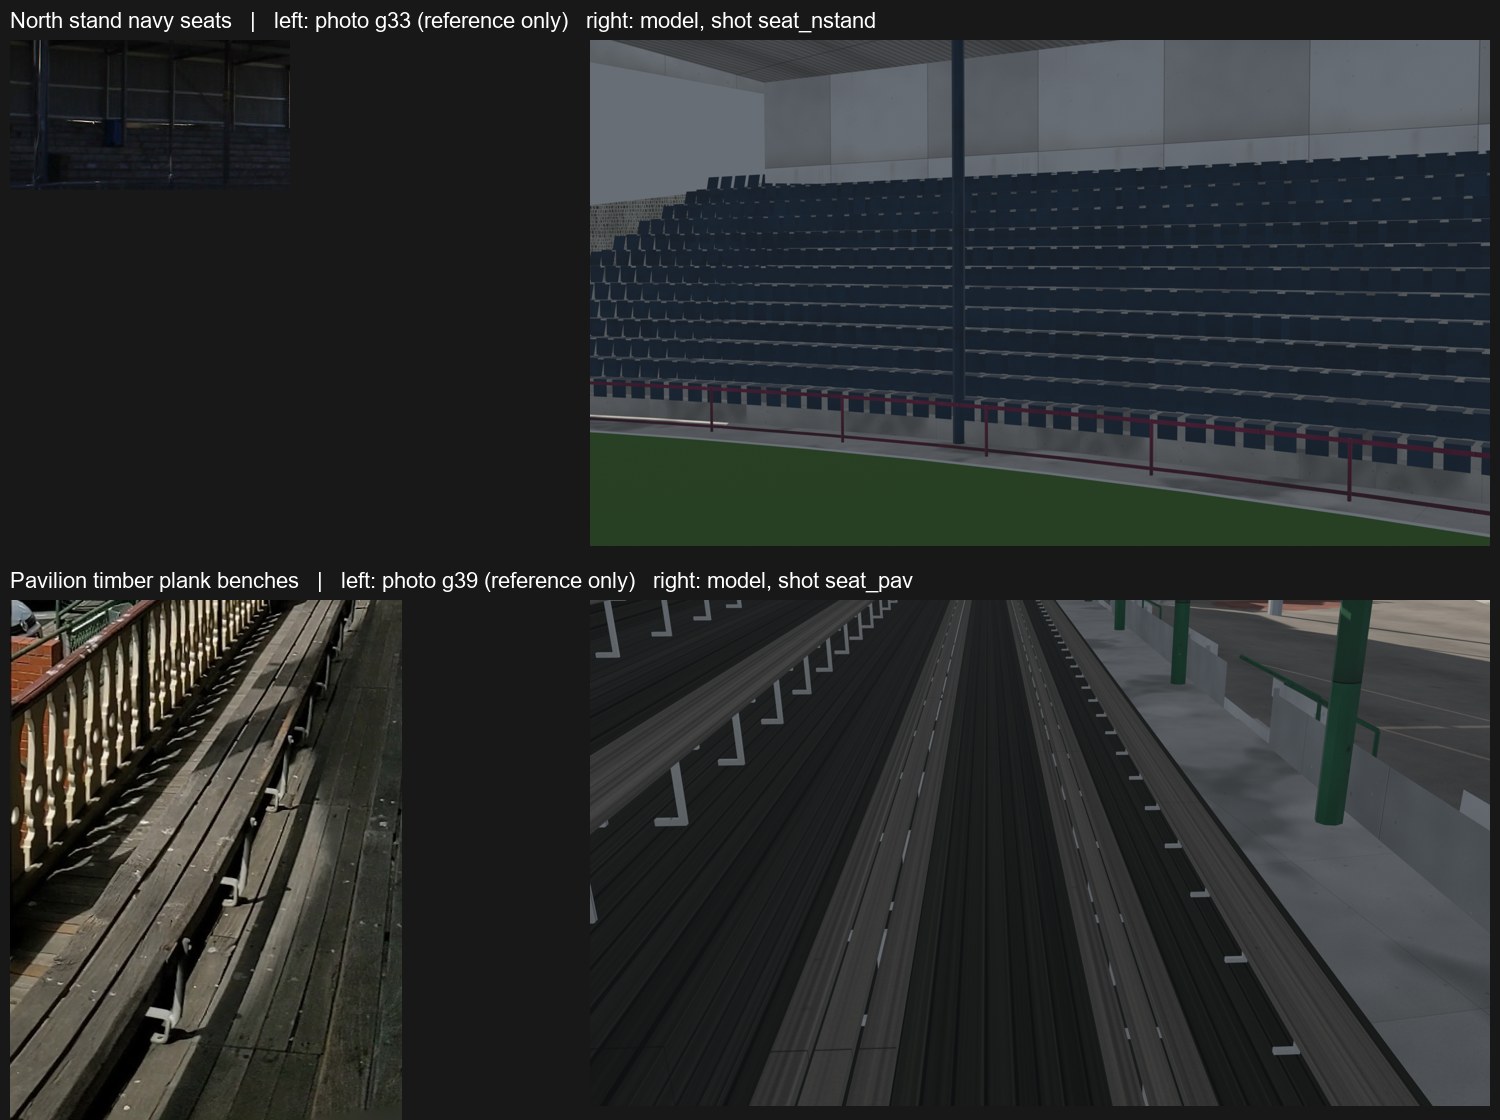 North stand navy seats | left: photo g33 (reference only) right: model, shot seat_nstand
Pavilion timber plank benches | left: photo g39 (reference only) right: model, shot seat_pav